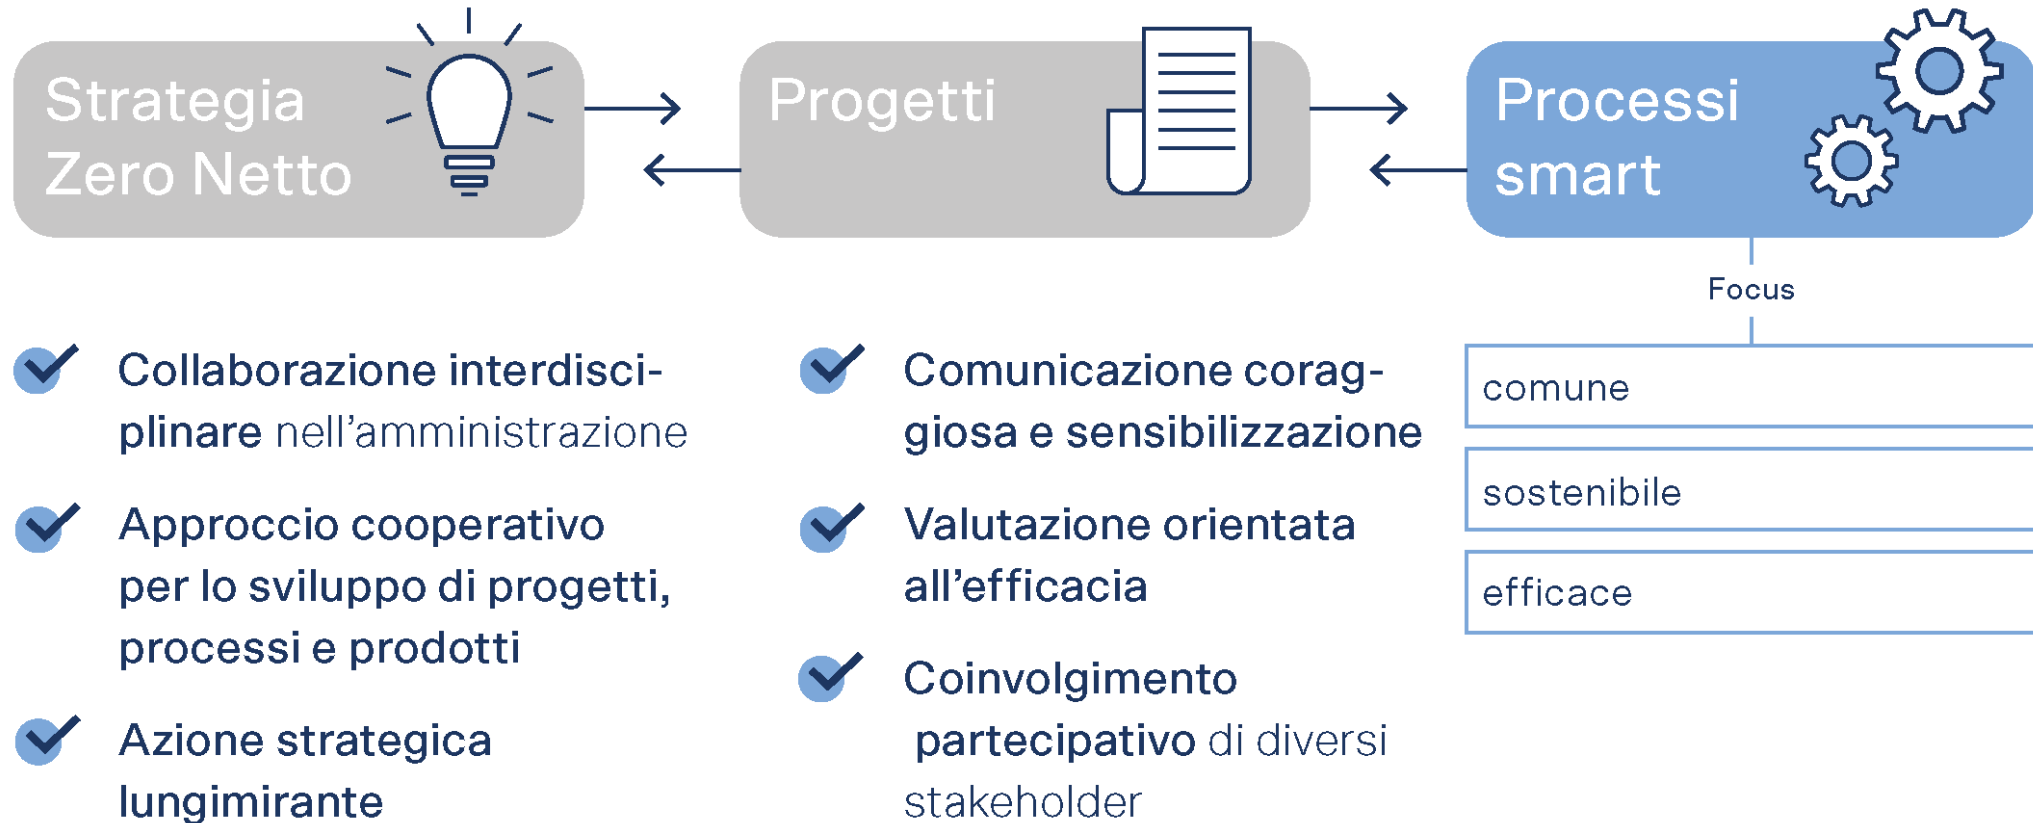 Strategia
Zero Netto
Progetti
Processi
smart
Focus
Collaborazione interdisci-
plinare nell’amministrazione
Approccio cooperativo
per lo sviluppo di progetti,
processi e prodotti
Azione strategica
lungimirante
Comunicazione corag-
giosa e sensibilizzazione
Valutazione orientata
all’efficacia
Coinvolgimento
partecipativo di diversi
stakeholder
comune
sostenibile
efficace